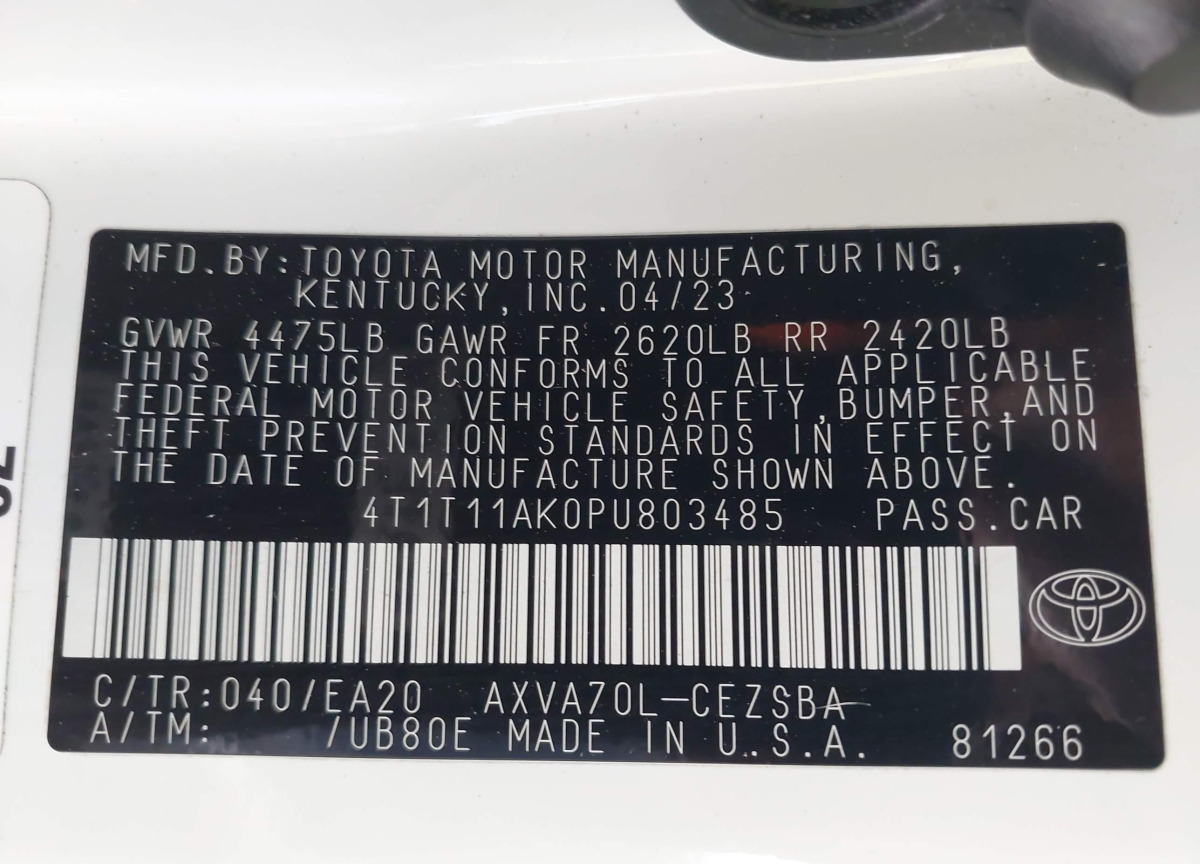 MFD.BY:TOYOTA MOTOR MANUFACTURING,
KENTUCKY, INC.04/23
GVWR 4475LB GAWR FR 2620LB RR 2420LB
THIS VEHICLE CONFORMS TO ALL APPLICABLE
FEDERAL MOTOR VEHICLE SAFETY,BUMPER,AND
THEFT PREVENTION STANDARDS IN EFFECT ON
THE DATE OF MANUFACTURE SHOWN ABOVE.
4T1T11AK0PU803485 PASS.CAR
C/TR:040/EA20 AXVA70L-CEZSBA
A/TM: /UB80E MADE IN U.S.A. 81266